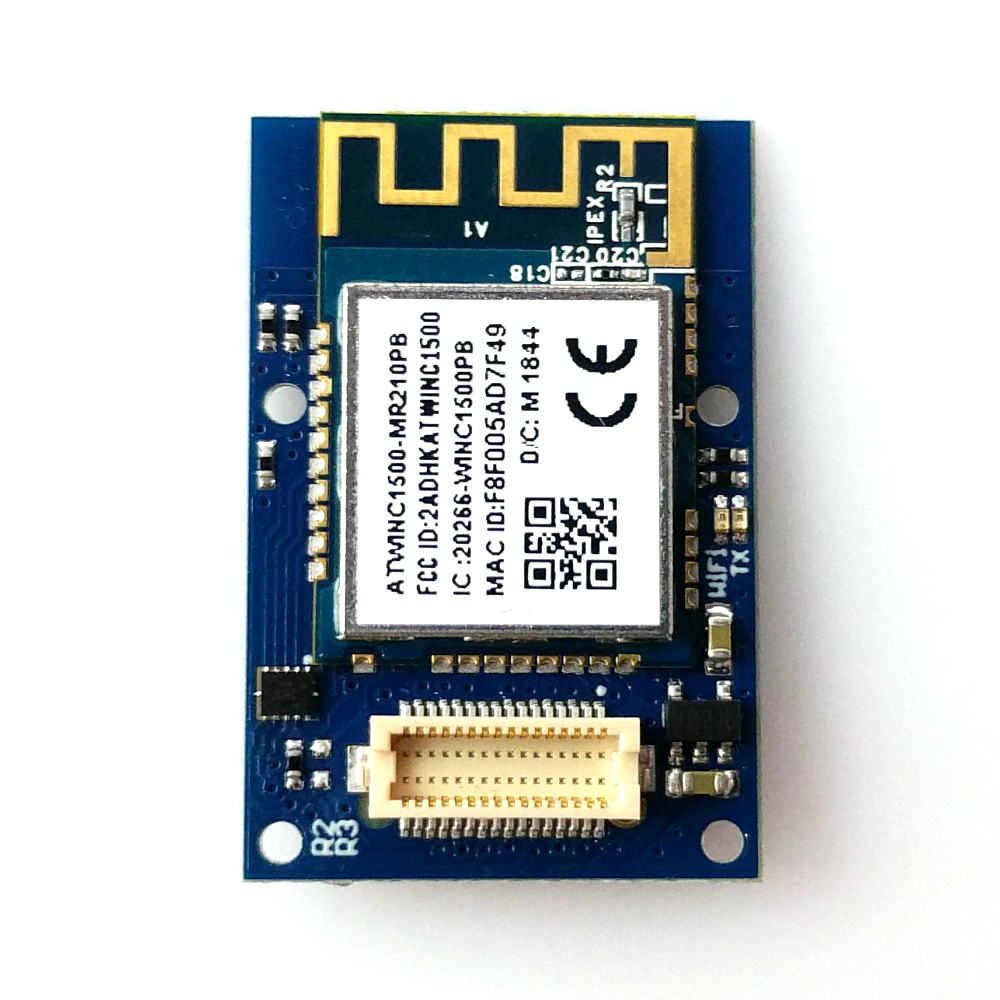 A1
IPEX
R2
C18
C21
C20
ATWINC1500-MR210PB
FCC ID:2ADHKATWINC1500
IC :20266-WINC1500PB
MAC ID:F8F005AD7F49
D/C: M 1844
CE
F
WiFi
Tx
R2
R3